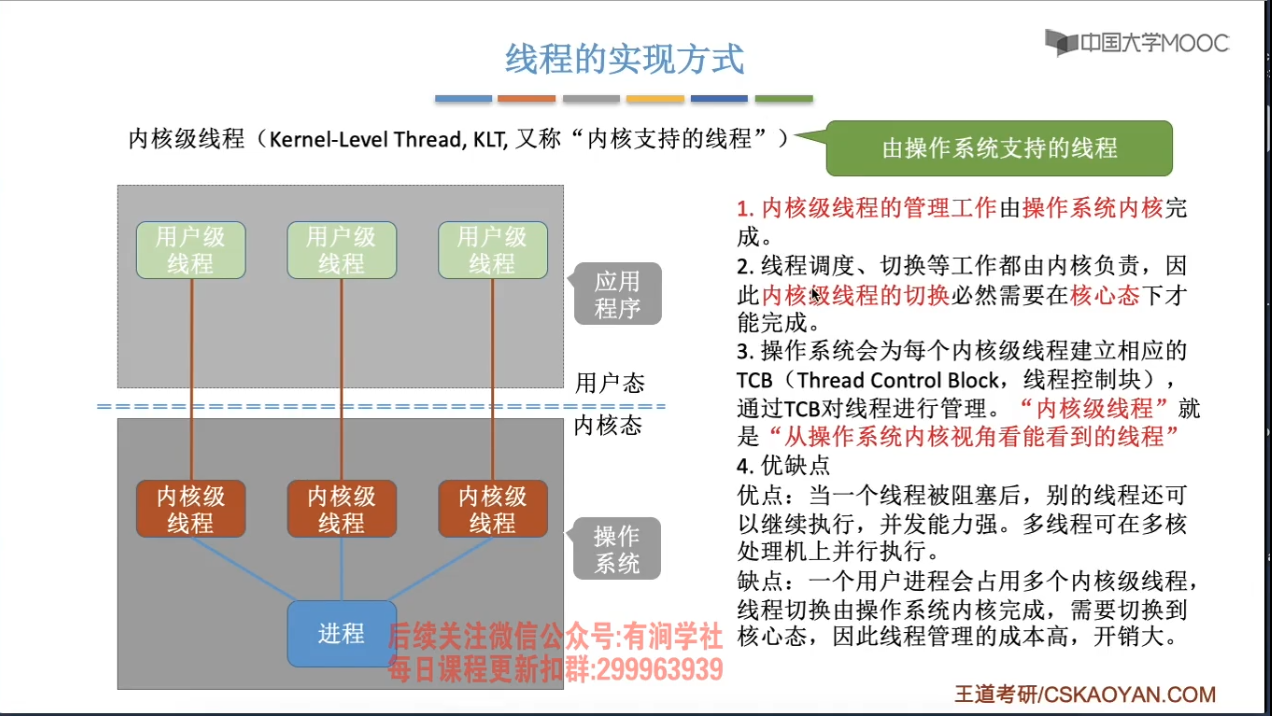 中国大学MOOC
线程的实现方式
内核级线程（Kernel-Level Thread, KLT, 又称“内核支持的线程”）
由操作系统支持的线程
用户级
线程
用户级
线程
用户级
线程
应用
程序
用户态
内核态
内核级
线程
内核级
线程
内核级
线程
操作
系统
进程
1. 内核级线程的管理工作由操作系统内核完
成。
2. 线程调度、切换等工作都由内核负责，因
此内核级线程的切换必然需要在核心态下才
能完成。
3. 操作系统会为每个内核级线程建立相应的
TCB（Thread Control Block，线程控制块），
通过TCB对线程进行管理。“内核级线程”就
是“从操作系统内核视角看能看到的线程”
4. 优缺点
优点：当一个线程被阻塞后，别的线程还可
以继续执行，并发能力强。多线程可在多核
处理机上并行执行。
缺点：一个用户进程会占用多个内核级线程，
线程切换由操作系统内核完成，需要切换到
核心态，因此线程管理的成本高，开销大。
后续关注微信公众号:有涧学社
每日课程更新扣群:299963939
王道考研/CSKAOYAN.COM